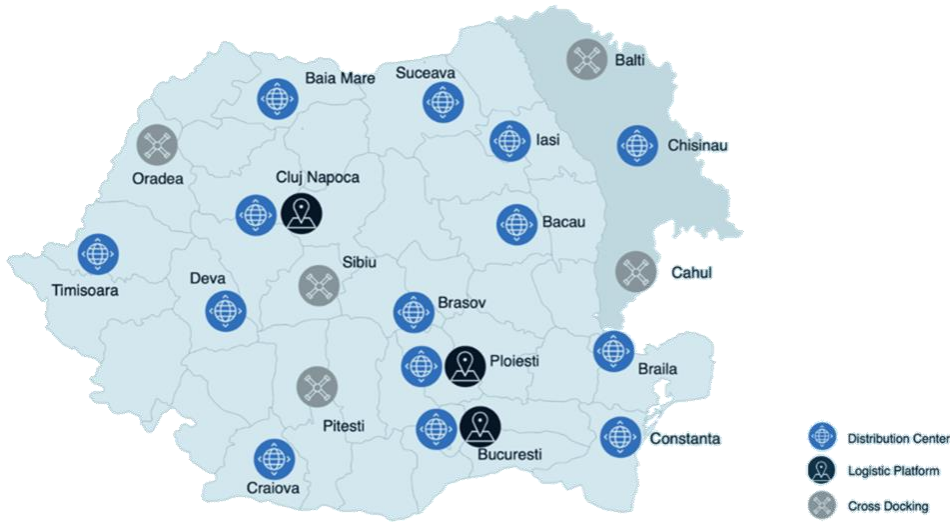 Balti
Baia Mare
Suceava
Iasi
Chisinau
Oradea
Cluj Napoca
Bacau
Sibiu
Cahul
Timisoara
Deva
Brasov
Ploiesti
Braila
Pitesti
Constanta
Bucuresti
Craiova
Distribution Center
Logistic Platform
Cross Docking